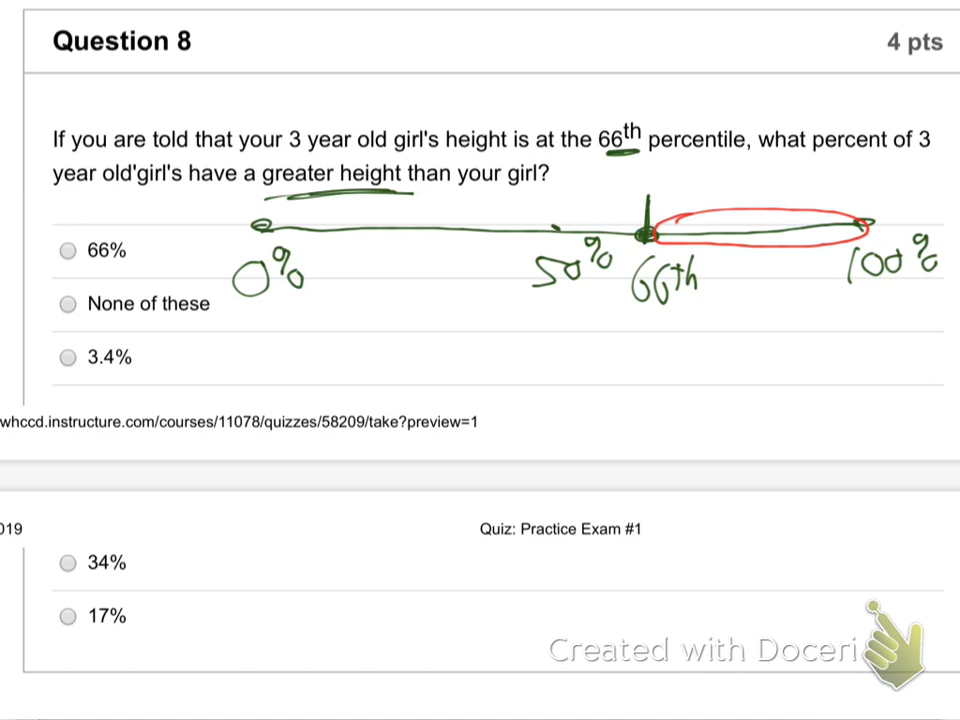 Question 8
4 pts
If you are told that your 3 year old girl's height is at the 66th percentile, what percent of 3
year old'girl's have a greater height than your girl?
66%
0%
50%
66th
100%
None of these
3.4%
whccd.instructure.com/courses/11078/quizzes/58209/take?preview=1
019
Quiz: Practice Exam #1
34%
17%
Created with Doceri